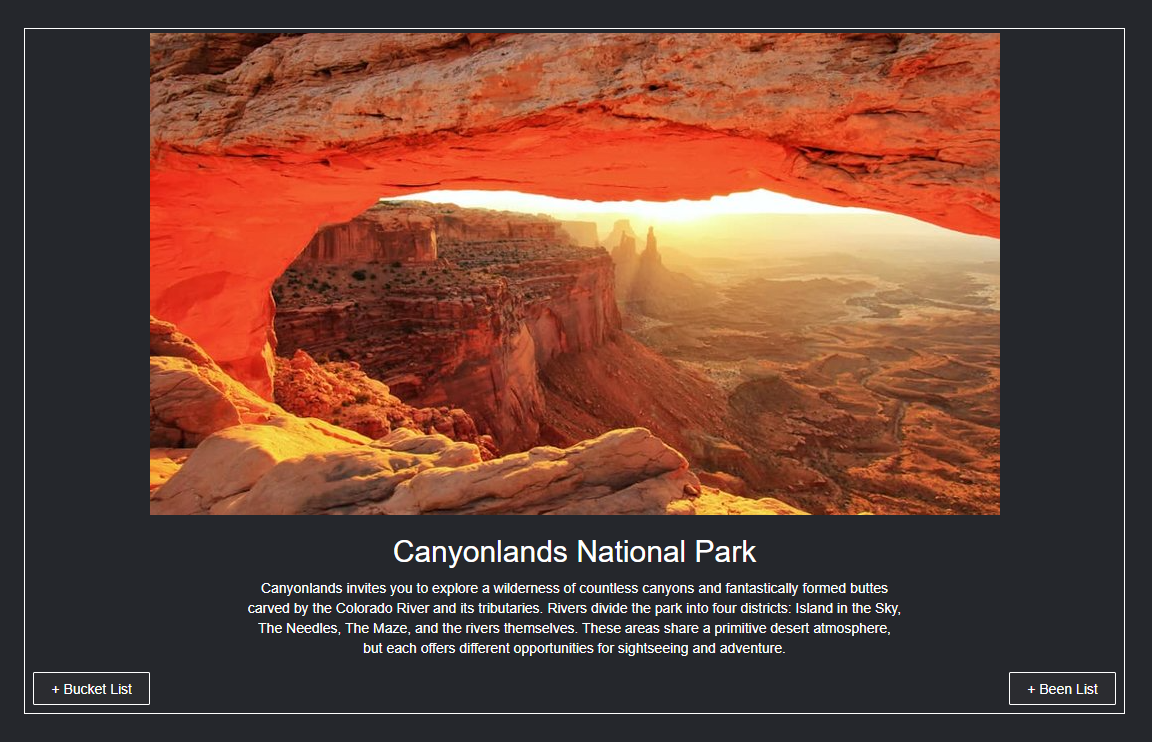 Canyonlands National Park
Canyonlands invites you to explore a wilderness of countless canyons and fantastically formed buttes
carved by the Colorado River and its tributaries. Rivers divide the park into four districts: Island in the Sky,
The Needles, The Maze, and the rivers themselves. These areas share a primitive desert atmosphere,
but each offers different opportunities for sightseeing and adventure.
+ Bucket List
+ Been List